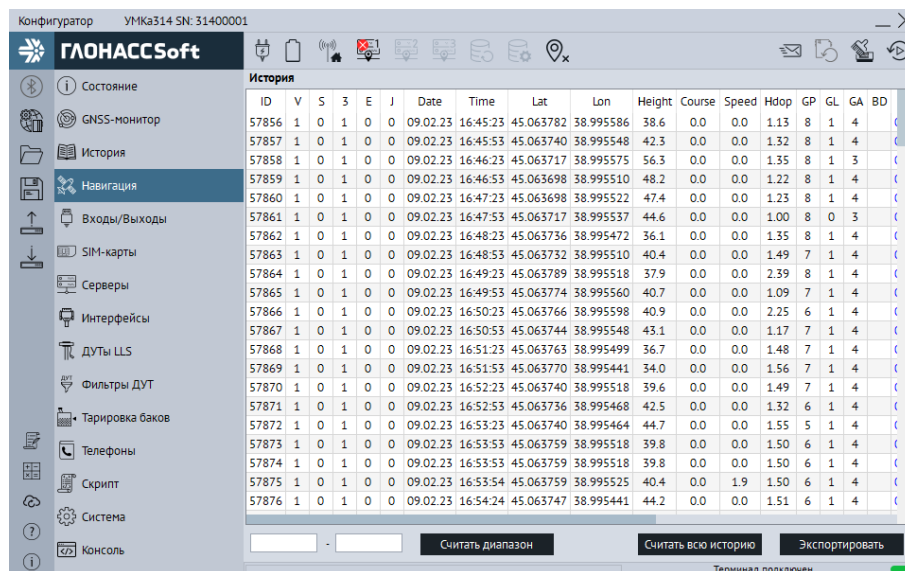 Конфигуратор УМКа314 SN: 31400001
ГЛОНАССSoft
Состояние
GNSS-монитор
История
Навигация
Входы/Выходы
SIM-карты
Серверы
Интерфейсы
ДУТы LLS
Фильтры ДУТ
Тарировка баков
Телефоны
Скрипт
Система
Консоль
История
ID V S 3 E J Date Time Lat Lon Height Course Speed Hdop GP GL GA BD
57856 1 0 1 0 0 09.02.23 16:45:23 45.063782 38.995586 38.6 0.0 0.0 1.13 8 1 4
57857 1 0 1 0 0 09.02.23 16:45:53 45.063740 38.995548 42.3 0.0 0.0 1.32 8 1 4
57858 1 0 1 0 0 09.02.23 16:46:23 45.063717 38.995575 56.3 0.0 0.0 1.35 8 1 3
57859 1 0 1 0 0 09.02.23 16:46:53 45.063698 38.995510 48.2 0.0 0.0 1.22 8 1 4
57860 1 0 1 0 0 09.02.23 16:47:23 45.063698 38.995522 47.4 0.0 0.0 1.23 8 1 4
57861 1 0 1 0 0 09.02.23 16:47:53 45.063717 38.995537 44.6 0.0 0.0 1.00 8 0 3
57862 1 0 1 0 0 09.02.23 16:48:23 45.063736 38.995472 36.1 0.0 0.0 1.35 8 1 4
57863 1 0 1 0 0 09.02.23 16:48:53 45.063732 38.995510 40.4 0.0 0.0 1.49 7 1 4
57864 1 0 1 0 0 09.02.23 16:49:23 45.063789 38.995518 37.9 0.0 0.0 2.39 8 1 4
57865 1 0 1 0 0 09.02.23 16:49:53 45.063774 38.995560 40.7 0.0 0.0 1.09 7 1 4
57866 1 0 1 0 0 09.02.23 16:50:23 45.063766 38.995598 40.9 0.0 0.0 2.25 6 1 4
57867 1 0 1 0 0 09.02.23 16:50:53 45.063744 38.995548 43.1 0.0 0.0 1.17 7 1 4
57868 1 0 1 0 0 09.02.23 16:51:23 45.063763 38.995499 36.7 0.0 0.0 1.48 7 1 4
57869 1 0 1 0 0 09.02.23 16:51:53 45.063770 38.995441 34.0 0.0 0.0 1.56 7 1 4
57870 1 0 1 0 0 09.02.23 16:52:23 45.063740 38.995518 39.6 0.0 0.0 1.49 7 1 4
57871 1 0 1 0 0 09.02.23 16:52:53 45.063736 38.995468 42.5 0.0 0.0 1.32 6 1 4
57872 1 0 1 0 0 09.02.23 16:53:23 45.063740 38.995464 44.7 0.0 0.0 1.55 5 1 4
57873 1 0 1 0 0 09.02.23 16:53:53 45.063759 38.995518 39.8 0.0 0.0 1.50 6 1 4
57874 1 0 1 0 0 09.02.23 16:53:53 45.063759 38.995518 39.8 0.0 0.0 1.50 6 1 4
57875 1 0 1 0 0 09.02.23 16:53:54 45.063759 38.995525 40.4 0.0 1.9 1.50 6 1 4
57876 1 0 1 0 0 09.02.23 16:54:24 45.063747 38.995441 44.2 0.0 0.0 1.51 6 1 4
- Считать диапазон Считать всю историю Экспортировать
Терминал подключен